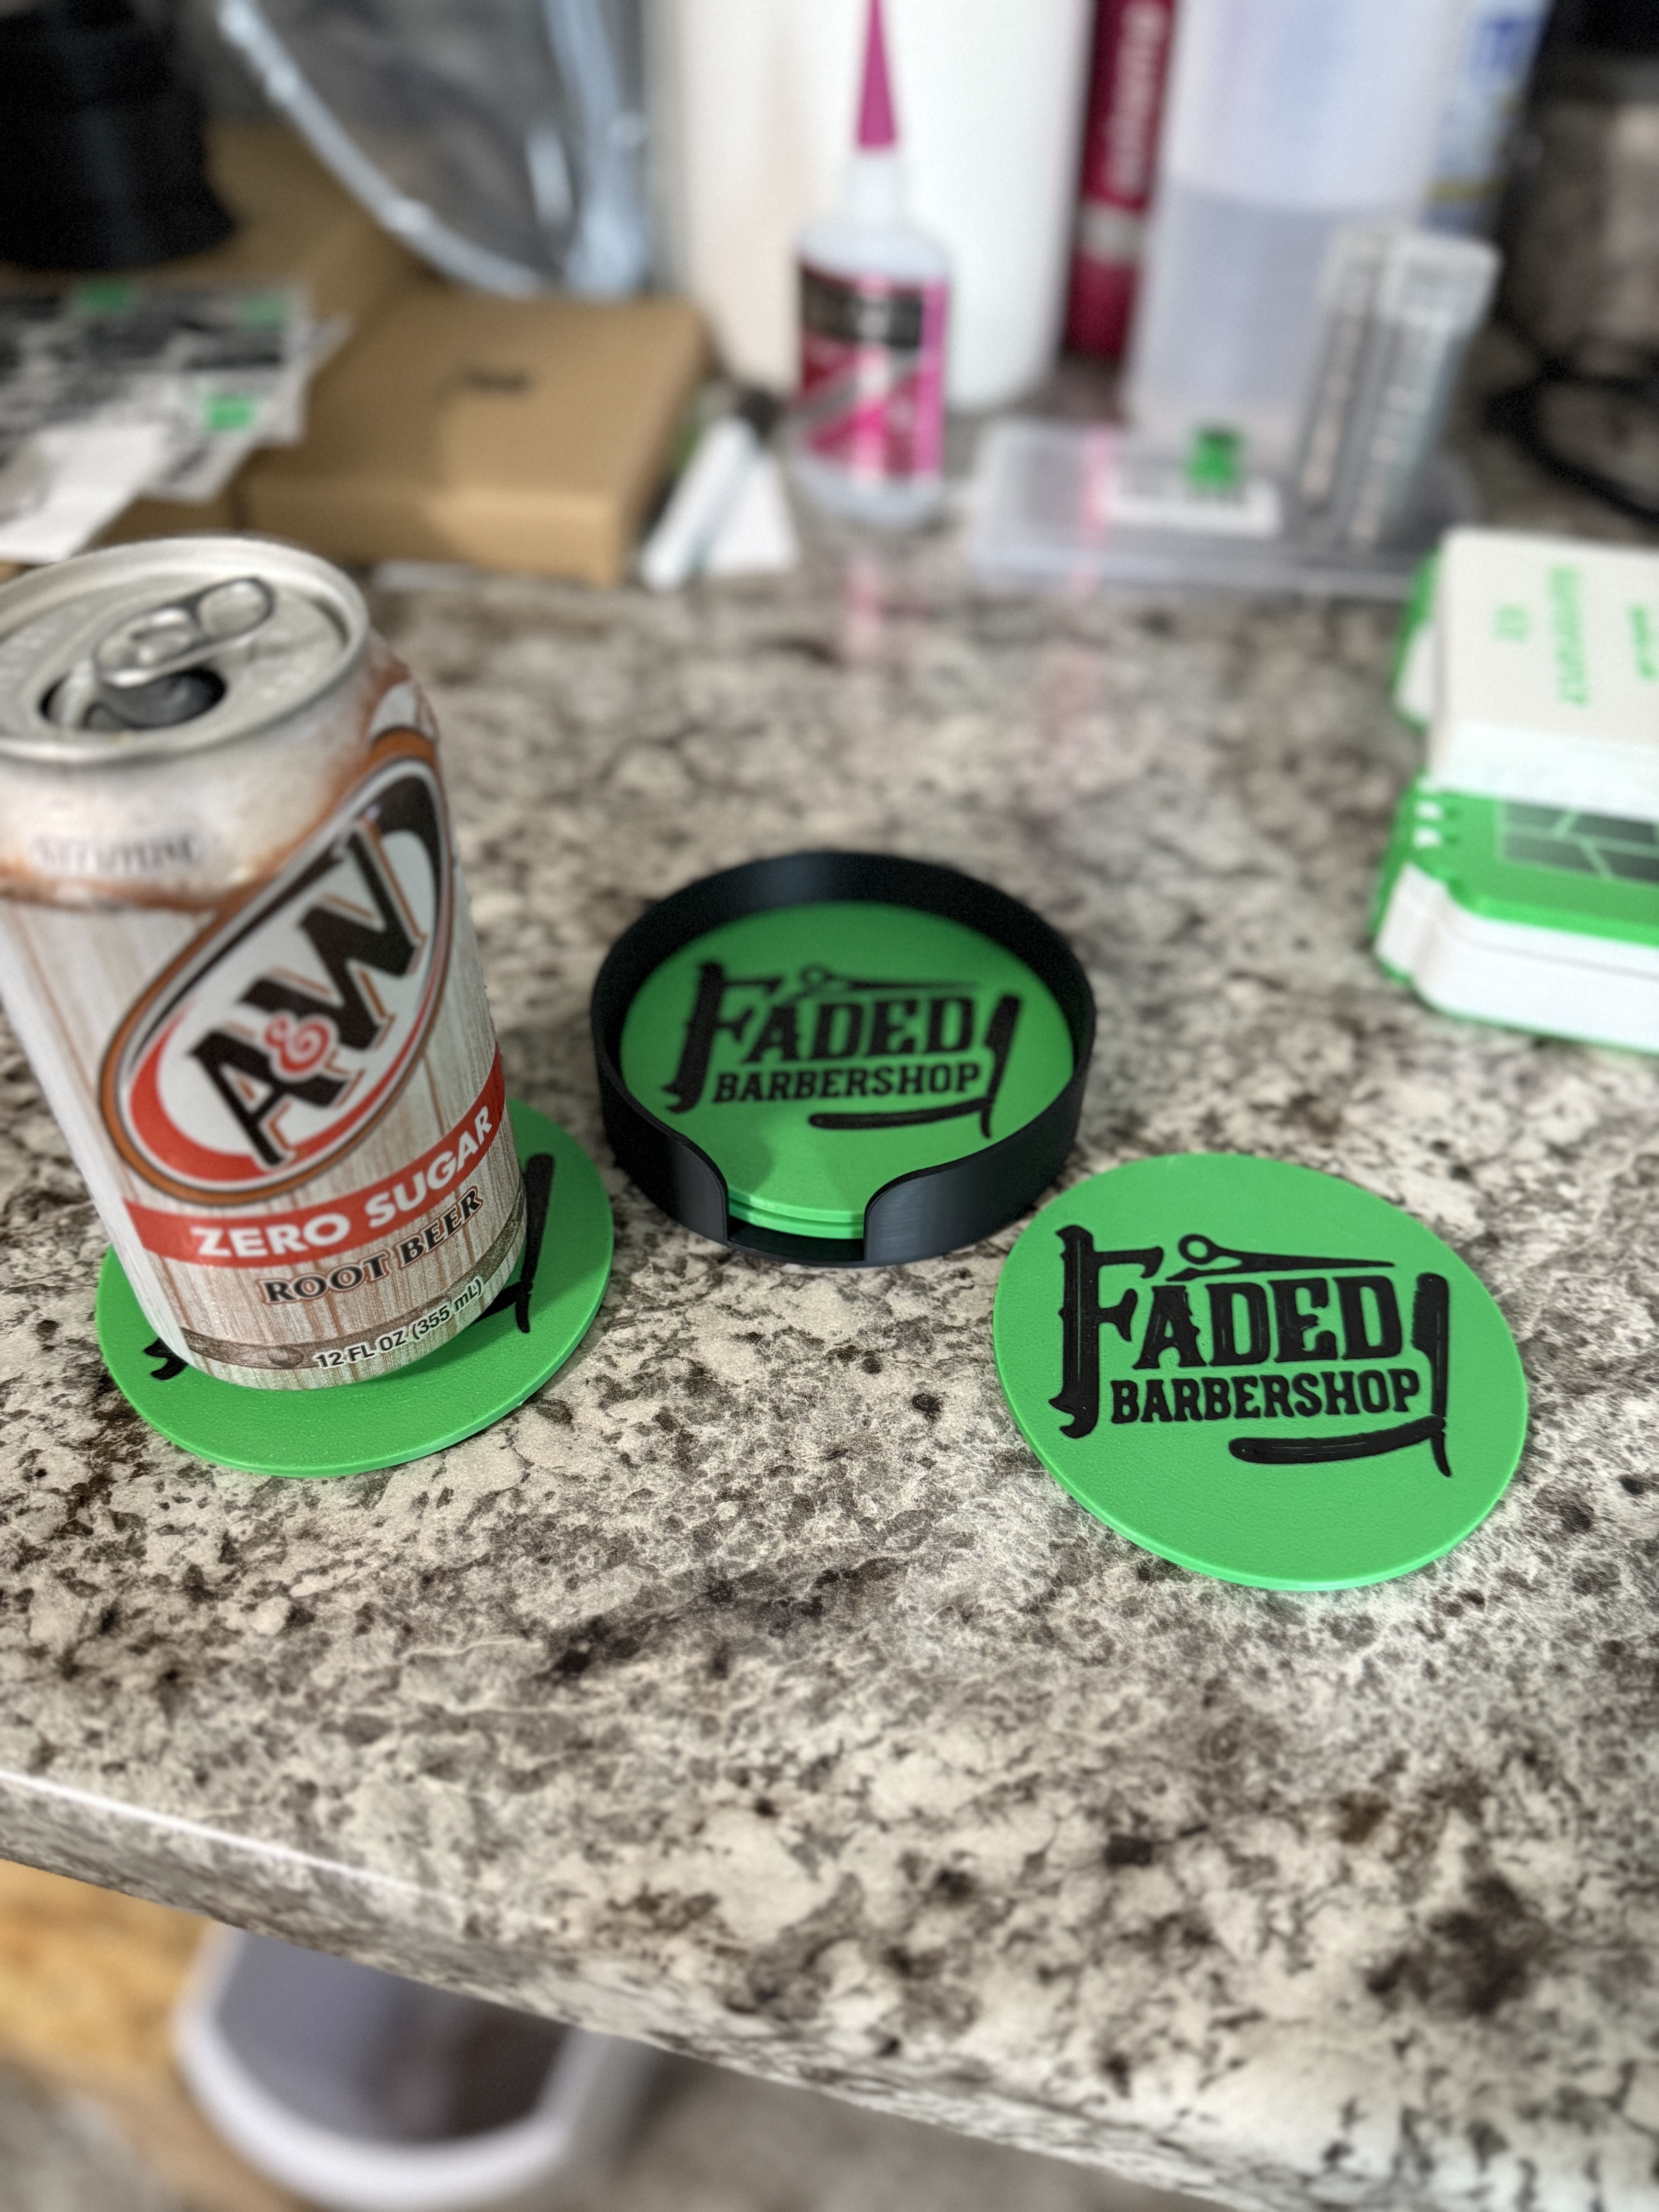 A&W
ZERO SUGAR
ROOT BEER
12 FL OZ (355 mL)
FADED
BARBERSHOP
FADED
BARBERSHOP